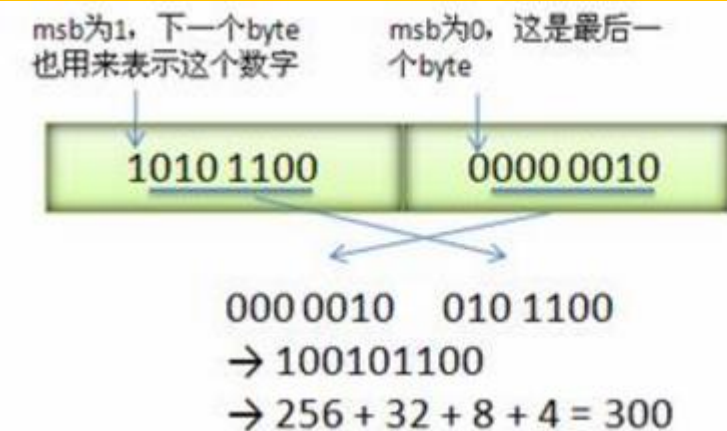 msb为1，下一个byte
也用来表示这个数字
msb为0，这是最后一
个byte
1010 1100
0000 0010
000 0010 010 1100
→ 100101100
→ 256 + 32 + 8 + 4 = 300